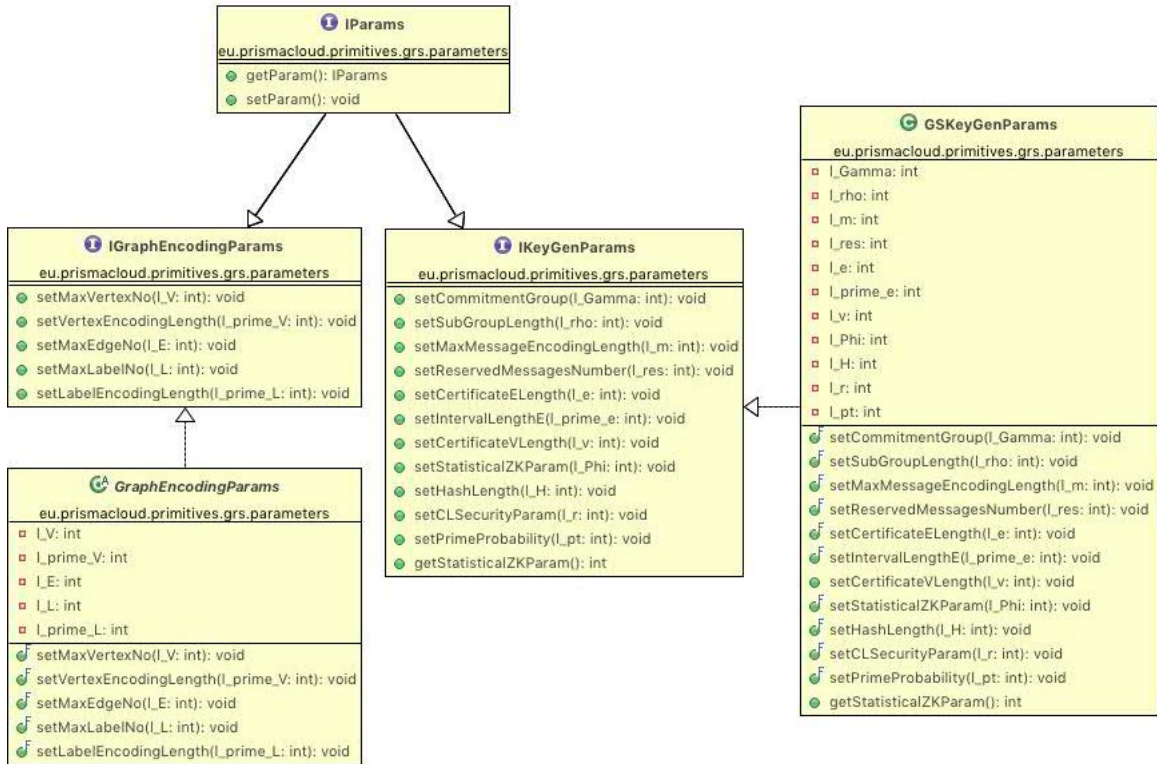 IParams
eu.prismacloud.primitives.grs.parameters
getParam(): IParams
setParam(): void
IGraphEncodingParams
eu.prismacloud.primitives.grs.parameters
setMaxVertexNo(l_V: int): void
setVertexEncodingLength(l_prime_V: int): void
setMaxEdgeNo(l_E: int): void
setMaxLabelNo(l_L: int): void
setLabelEncodingLength(l_prime_L: int): void
GraphEncodingParams
eu.prismacloud.primitives.grs.parameters
l_V: int
l_prime_V: int
l_E: int
l_L: int
l_prime_L: int
setMaxVertexNo(l_V: int): void
setVertexEncodingLength(l_prime_V: int): void
setMaxEdgeNo(l_E: int): void
setMaxLabelNo(l_L: int): void
setLabelEncodingLength(l_prime_L: int): void
IKeyGenParams
eu.prismacloud.primitives.grs.parameters
setCommitmentGroup(l_Gamma: int): void
setSubGroupLength(l_rho: int): void
setMaxMessageEncodingLength(l_m: int): void
setReservedMessagesNumber(l_res: int): void
setCertificateELength(l_e: int): void
setIntervalLengthE(l_prime_e: int): void
setCertificateVLength(l_v: int): void
setStatisticalZKParam(l_Phi: int): void
setHashLength(l_H: int): void
setCLSecurityParam(l_r: int): void
setPrimeProbability(l_pt: int): void
getStatisticalZKParam(): int
GSKeyGenParams
eu.prismacloud.primitives.grs.parameters
l_Gamma: int
l_rho: int
l_m: int
l_res: int
l_e: int
l_prime_e: int
l_v: int
l_Phi: int
l_H: int
l_r: int
l_pt: int
setCommitmentGroup(l_Gamma: int): void
setSubGroupLength(l_rho: int): void
setMaxMessageEncodingLength(l_m: int): void
setReservedMessagesNumber(l_res: int): void
setCertificateELength(l_e: int): void
setIntervalLengthE(l_prime_e: int): void
setCertificateVLength(l_v: int): void
setStatisticalZKParam(l_Phi: int): void
setHashLength(l_H: int): void
setCLSecurityParam(l_r: int): void
setPrimeProbability(l_pt: int): void
getStatisticalZKParam(): int